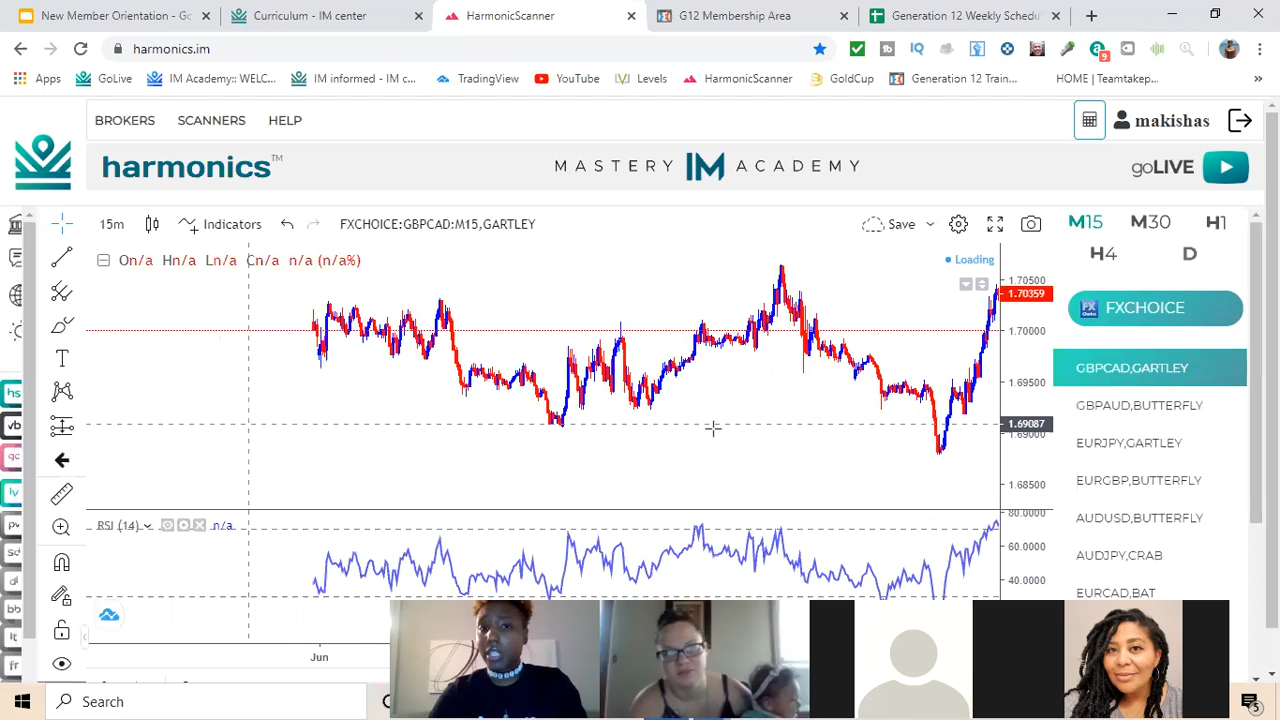 New Member Orientation - Go
Curriculum - IM center
HarmonicScanner
G12 Membership Area
Generation 12 Weekly Schedu
harmonics.im
Apps
GoLive
IM Academy:: WELC...
IM informed - IM c...
TradingView
YouTube
Levels
HarmonicScanner
GoldCup
Generation 12 Train...
HOME | Teamtakep...
BROKERS
SCANNERS
HELP
makishas
harmonics™
MASTERY IM ACADEMY
goLIVE
15m
Indicators
FXCHOICE:GBPCAD:M15,GARTLEY
Save
M15
M30
H1
H4
D
On/a Hn/a Ln/a Cn/a n/a (n/a%)
Loading
1.70500
1.70359
1.70000
1.69500
1.69087
1.69000
1.68500
FXCHOICE
GBPCAD,GARTLEY
GBPAUD,BUTTERFLY
EURJPY,GARTLEY
EURGBP,BUTTERFLY
AUDUSD,BUTTERFLY
AUDJPY,CRAB
EURCAD,BAT
RSI (14)
n/a
80.0000
60.0000
40.0000
Jun
Search
5